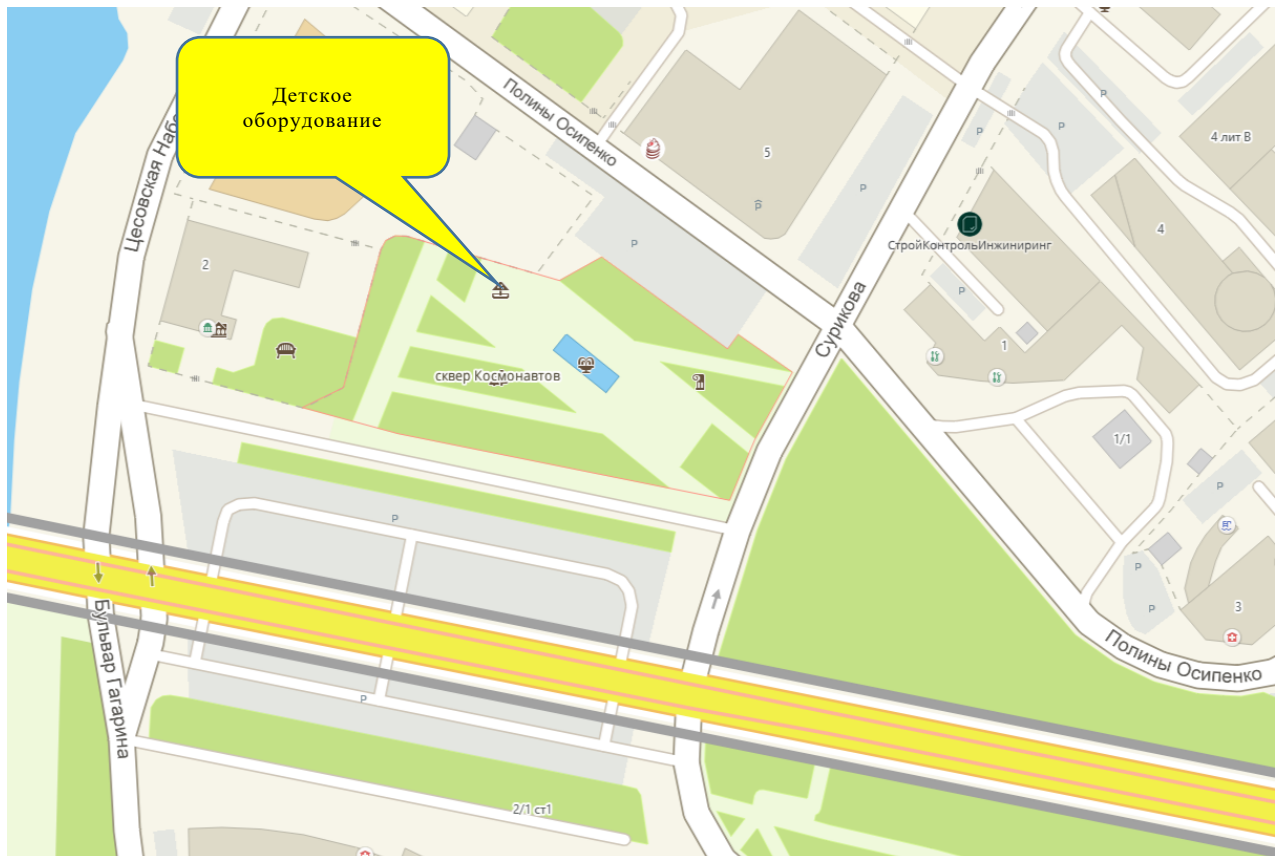 Детское
оборудование
Полины Осипенко
Цесовская Набе
5
4 лит В
P
P
P
P
P
4
СтройКонтрольИнжиниринг
2
P
P
Сурикова
1
сквер Космонавтов
1/1
P
P
P
P
3
Полины Осипенко
Бульвар Гагарина
P
2/1 ст1